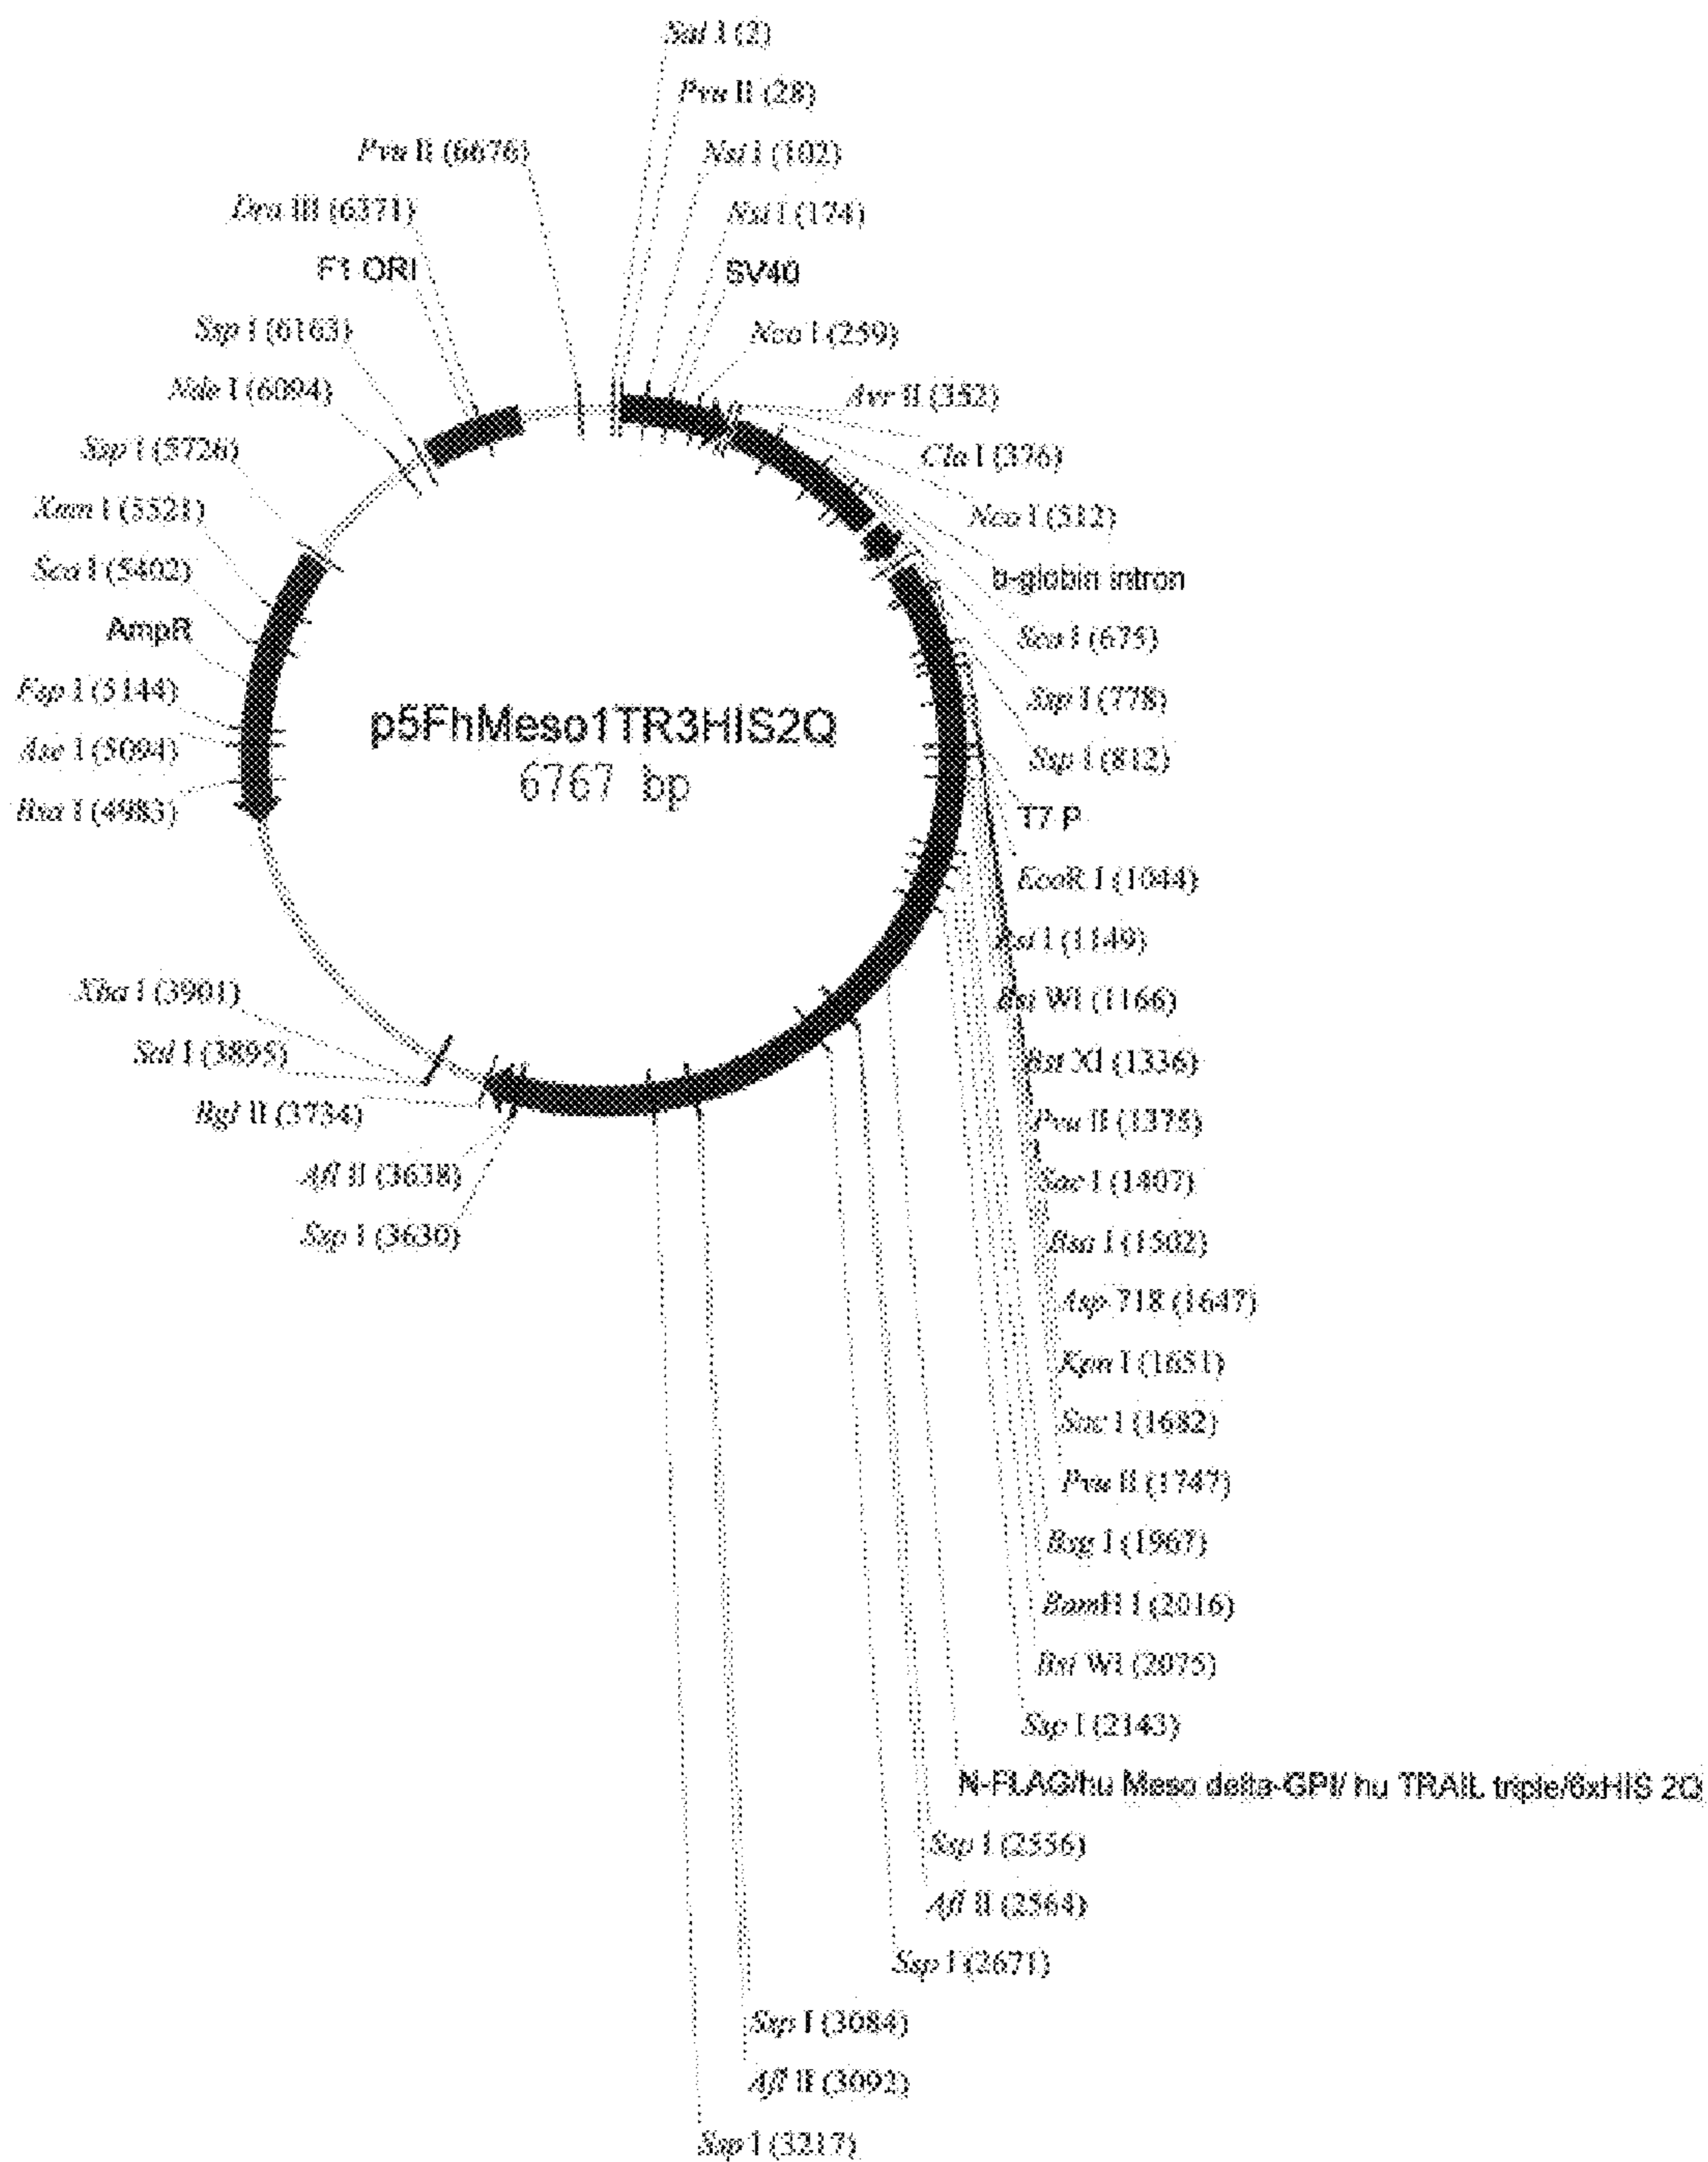 Sal I (2)
Pvu II (28)
Nsi I (102)
Nsi I (174)
SV40
Nco I (259)
Avr II (352)
Cla I (376)
Nco I (512)
b-globin intron
Sca I (675)
Ssp I (778)
Ssp I (812)
T7 P
EcoR I (1044)
I (1149)
Bsi WI (1166)
Bst XI (1336)
Pvu II (1375)
Sac I (1407)
Bsa I (1502)
Asp 718 (1647)
Kpn I (1651)
Sac I (1682)
Pvu II (1747)
Bsg I (1967)
BamH I (2016)
Bsi WI (2075)
Ssp I (2143)
N-FLAG/hu Meso delta-GPI/ hu TRAIL triple/6xHIS 2Q
Ssp I (2556)
Afl II (2564)
Ssp I (2671)
Ssp I (3084)
Afl II (3092)
Ssp I (3217)
Ssp I (3630)
Afl II (3638)
Bgl II (3734)
Sal I (3895)
Xba I (3901)
Bsa I (4983)
Ase I (5094)
Fsp I (5144)
AmpR
Sca I (5402)
Xmn I (5521)
Ssp I (5726)
Nde I (6094)
Ssp I (6163)
F1 ORI
Dra III (6371)
Pvu II (6676)
p5FhMeso1TR3HIS2Q
6767 bp